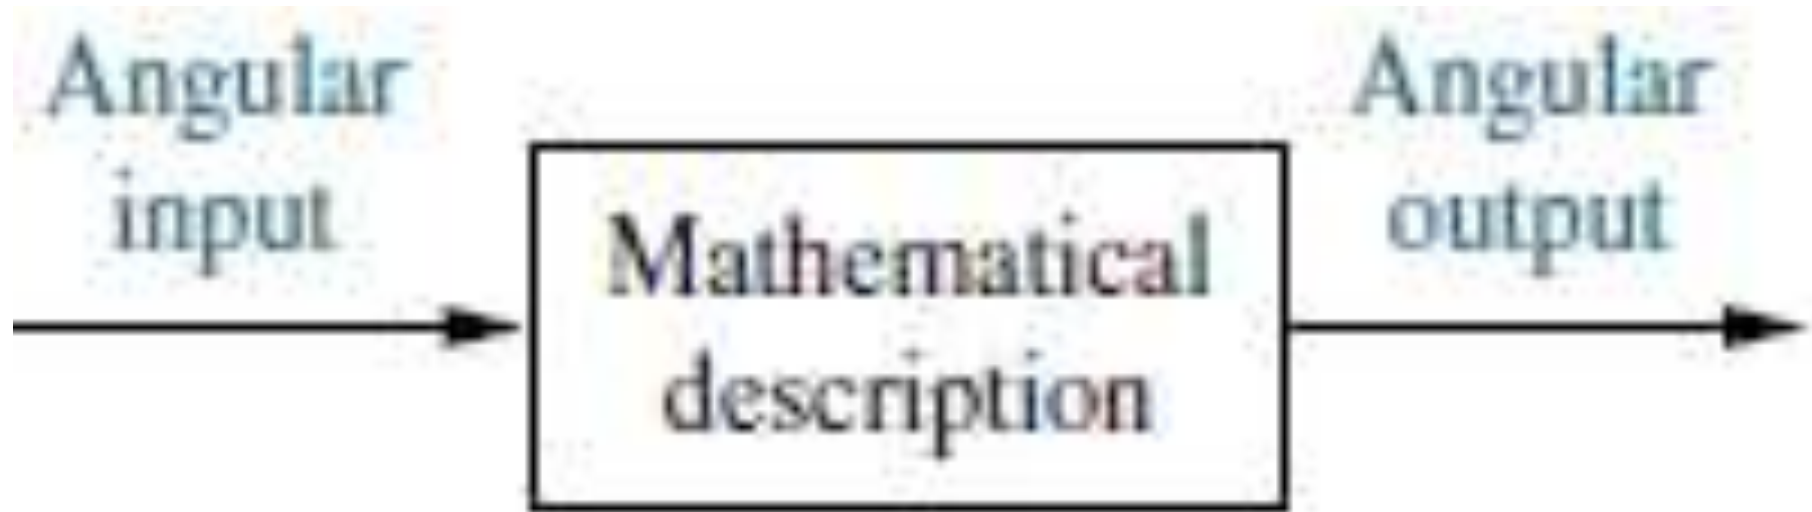 Angular
input
Mathematical
description
Angular
output